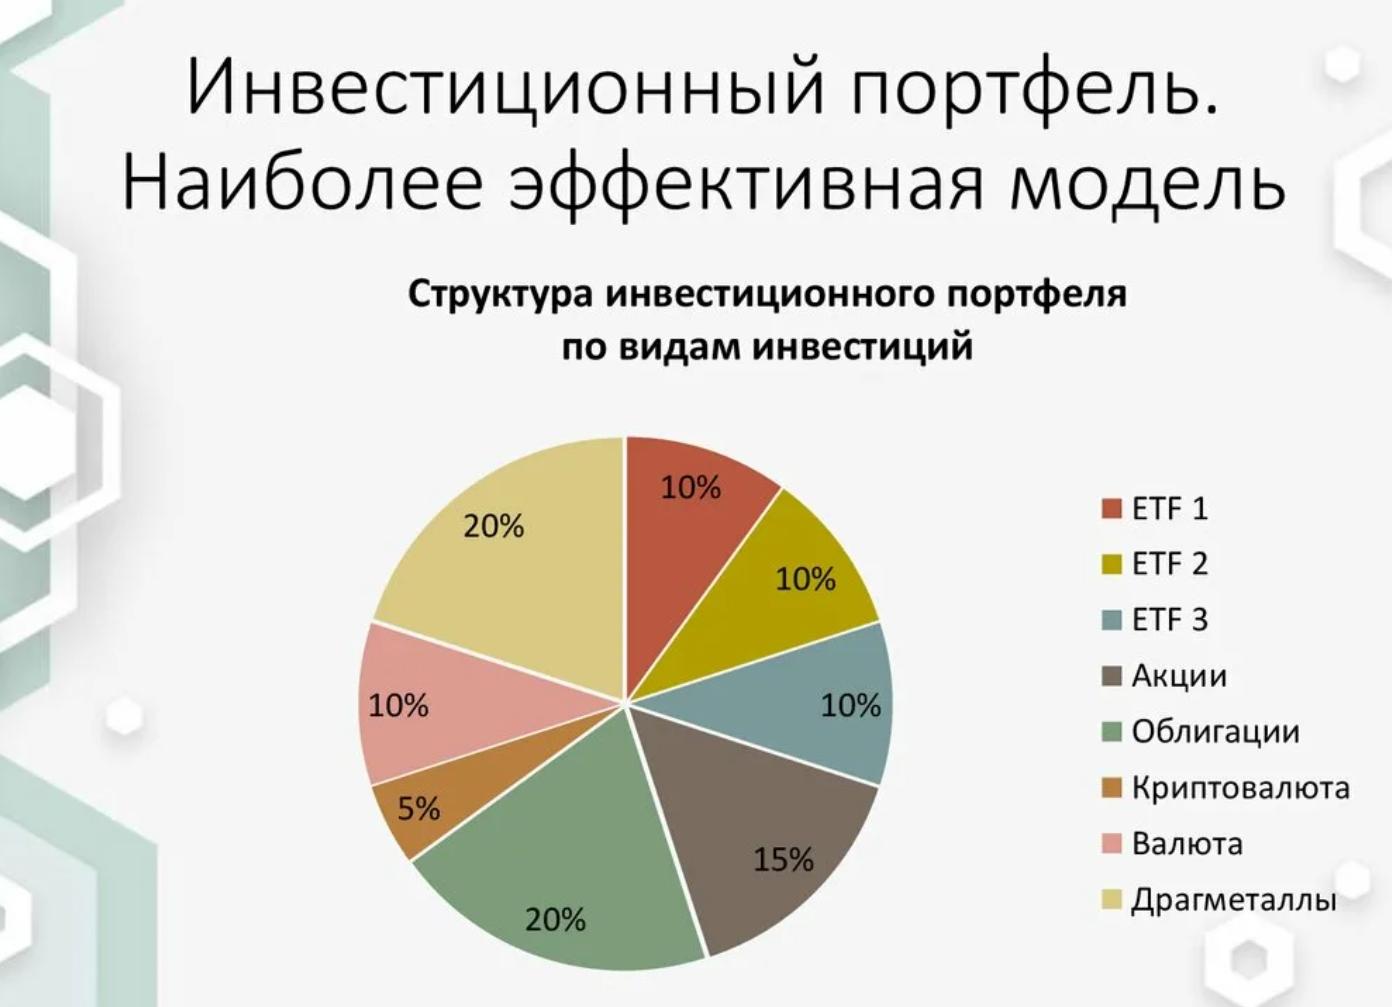 Инвестиционный портфель.
Наиболее эффективная модель
Структура инвестиционного портфеля
по видам инвестиций
10%
10%
10%
15%
20%
5%
10%
20%
ETF 1
ETF 2
ETF 3
Акции
Облигации
Криптовалюта
Валюта
Драгметаллы